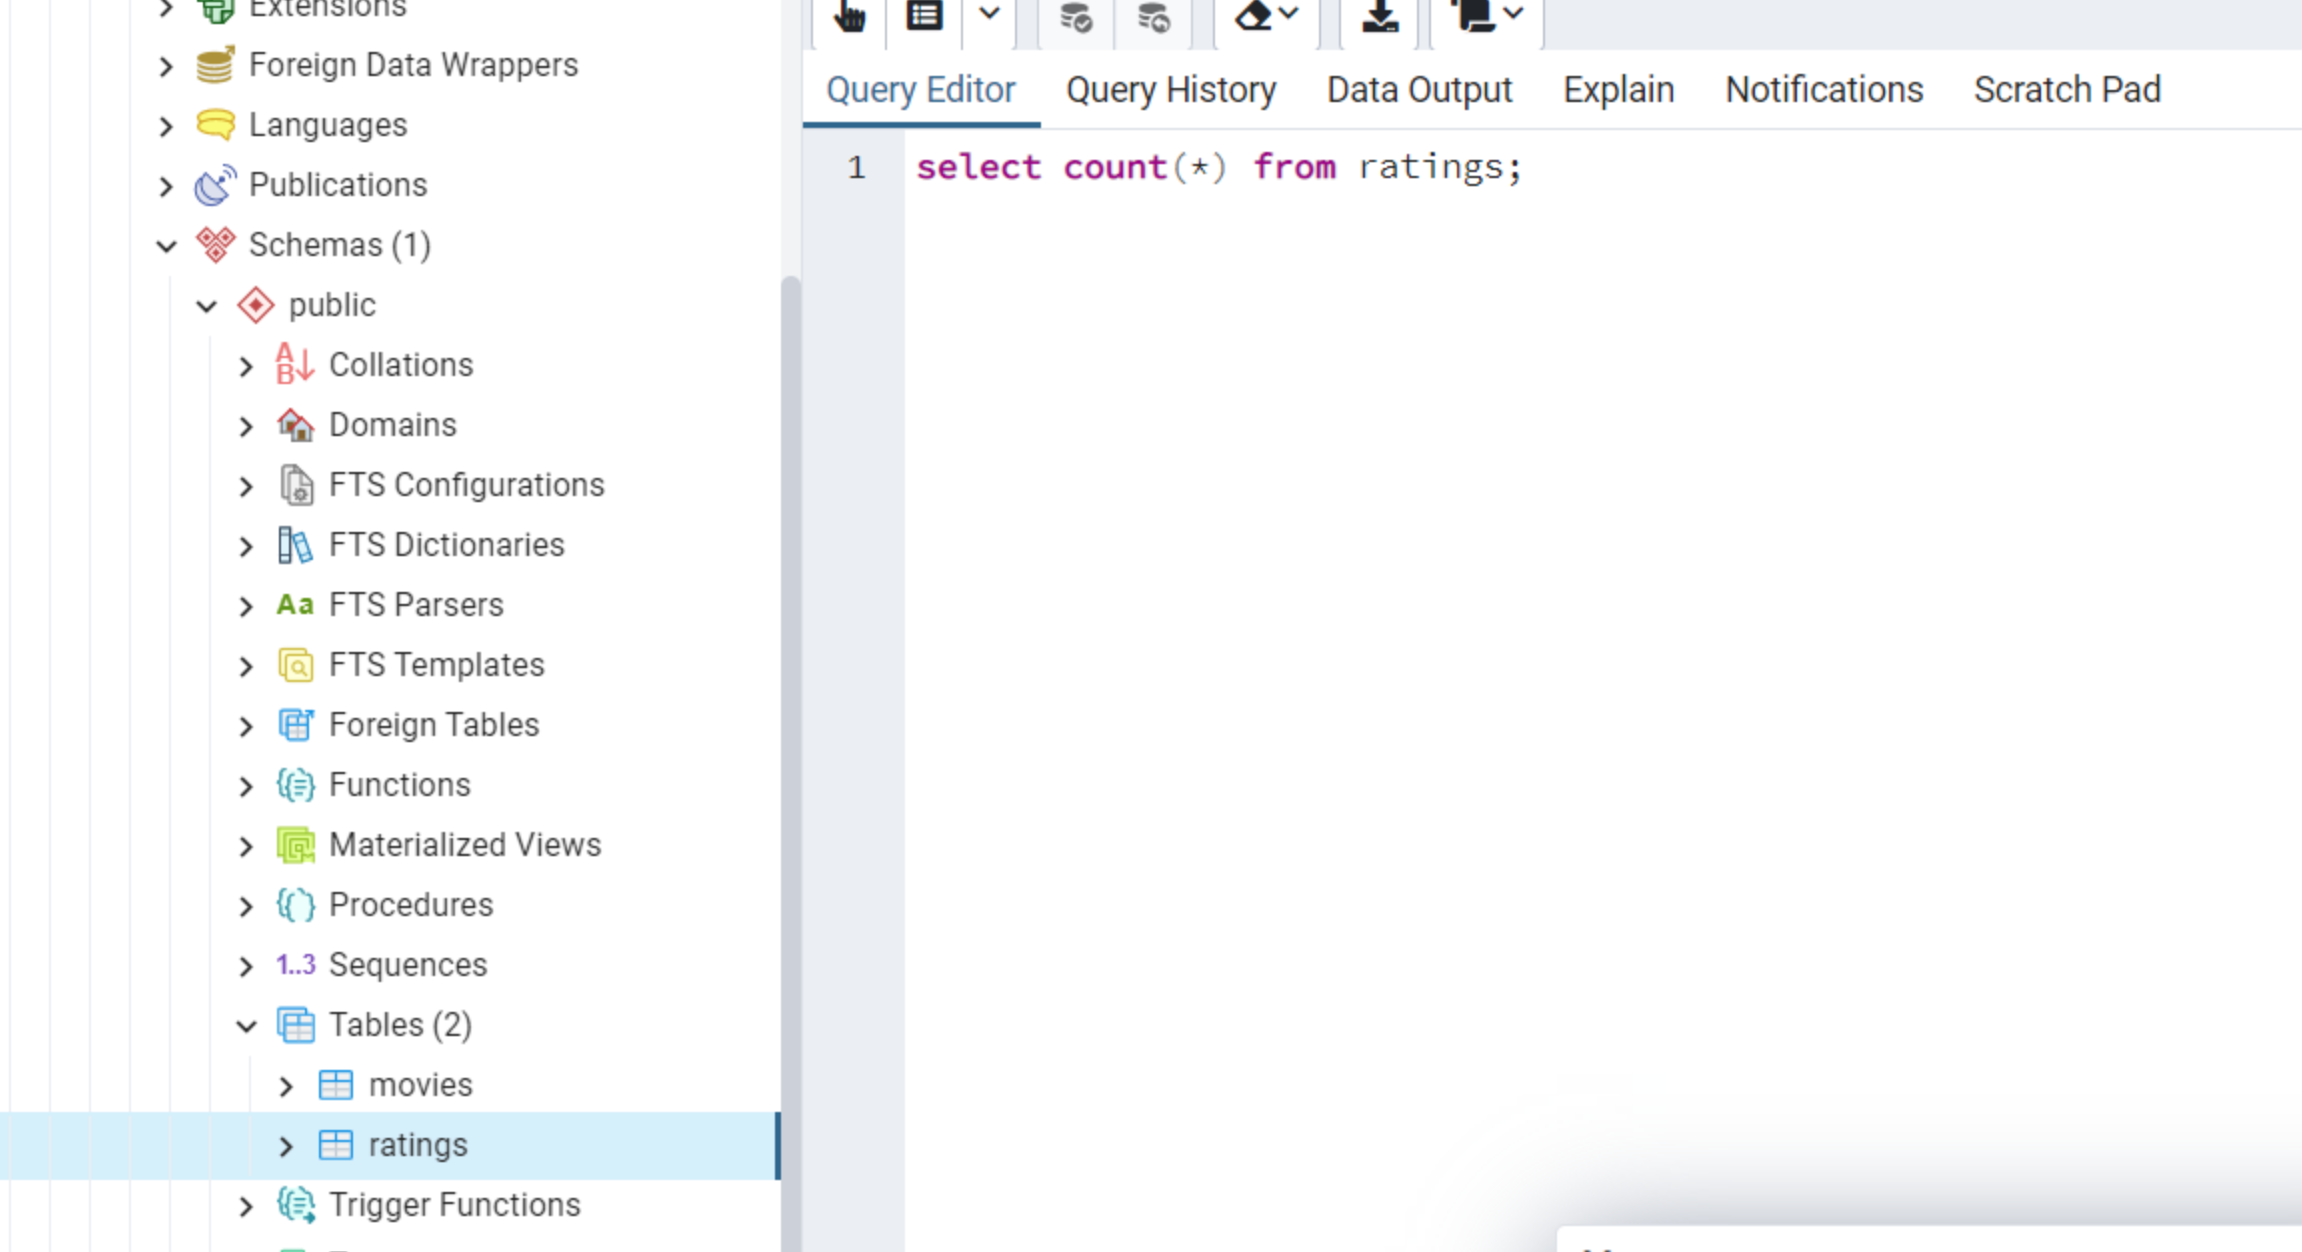 Extensions
Foreign Data Wrappers
Languages
Publications
Schemas (1)
public
Collations
Domains
FTS Configurations
FTS Dictionaries
Aa FTS Parsers
FTS Templates
Foreign Tables
Functions
Materialized Views
Procedures
1..3 Sequences
Tables (2)
movies
ratings
Trigger Functions
Query Editor Query History Data Output Explain Notifications Scratch Pad
1 select count(*) from ratings;